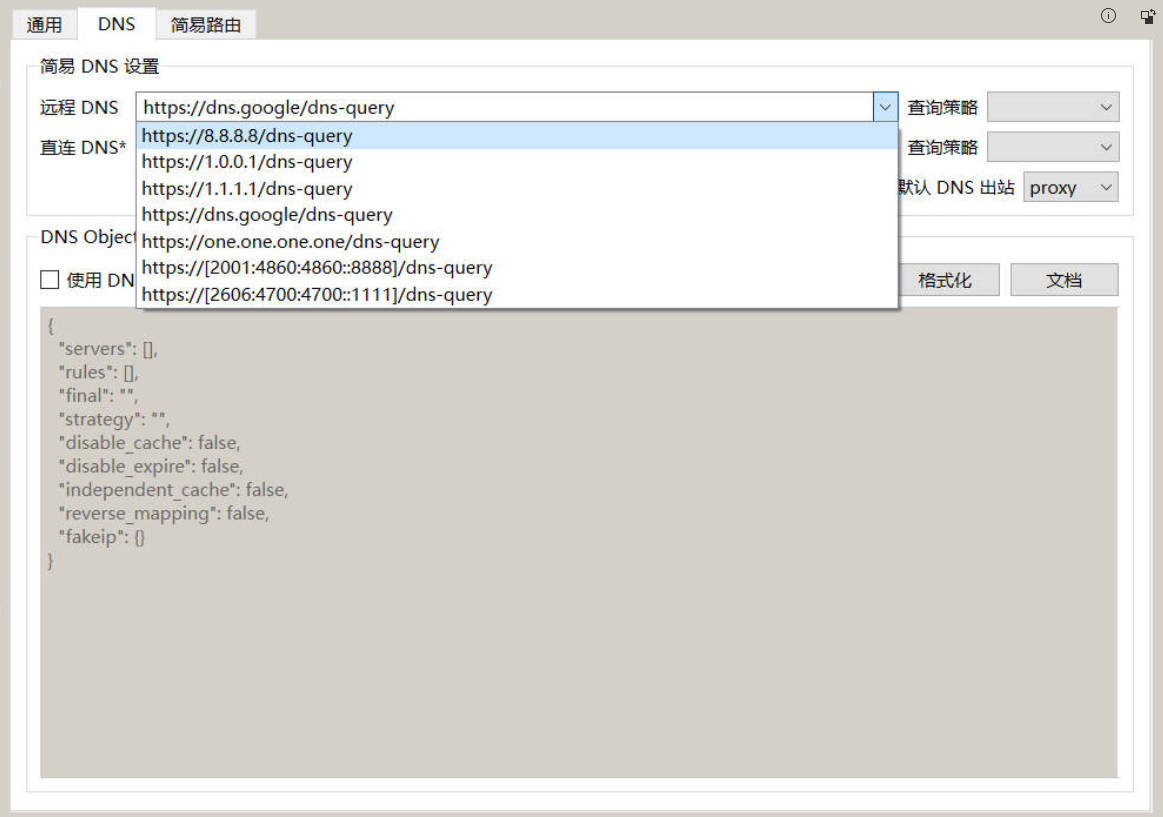 通用 DNS 简易路由
简易 DNS 设置
远程 DNS https://dns.google/dns-query 查询策略
https://8.8.8.8/dns-query
直连 DNS* 查询策略
https://1.0.0.1/dns-query
https://1.1.1.1/dns-query
默认 DNS 出站 proxy
https://dns.google/dns-query
DNS Object
https://one.one.one.one/dns-query
https://[2001:4860:4860::8888]/dns-query
使用 DN 格式化 文档
https://[2606:4700:4700::1111]/dns-query
{
"servers": [],
"rules": [],
"final": "",
"strategy": "",
"disable_cache": false,
"disable_expire": false,
"independent_cache": false,
"reverse_mapping": false,
"fakeip": {}
}